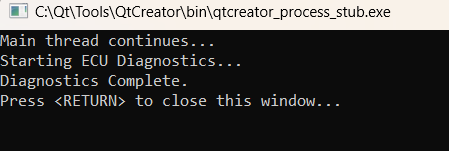 C:\Qt\Tools\QtCreator\bin\qtcreator_process_stub.exe
Main thread continues...
Starting ECU Diagnostics...
Diagnostics Complete.
Press <RETURN> to close this window...